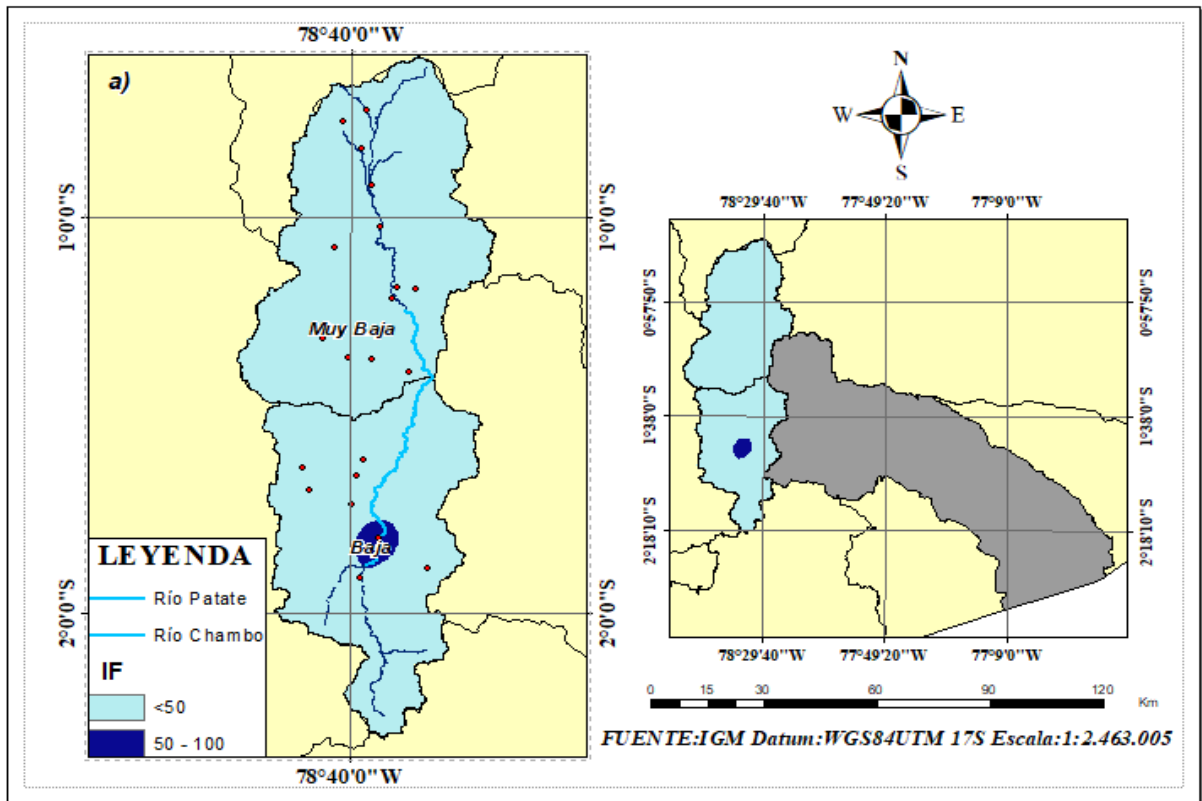 78°40'0"W
a)
1°0'0"S
1°0'0"S
Muy Baja
Baja
2°0'0"S
2°0'0"S
LEYENDA
Río Patate
Río Chambo
IF
<50
50 - 100
78°40'0"W
N
W
E
S
78°29'40"W 77°49'20"W 77°9'0"W
0°57'50"S
0°57'50"S
1°38'0"S
1°38'0"S
2°18'10"S
2°18'10"S
78°29'40"W 77°49'20"W 77°9'0"W
0 15 30 60 90 120
Km
FUENTE:IGM Datum:WGS84UTM 17S Escala:1:2.463.005